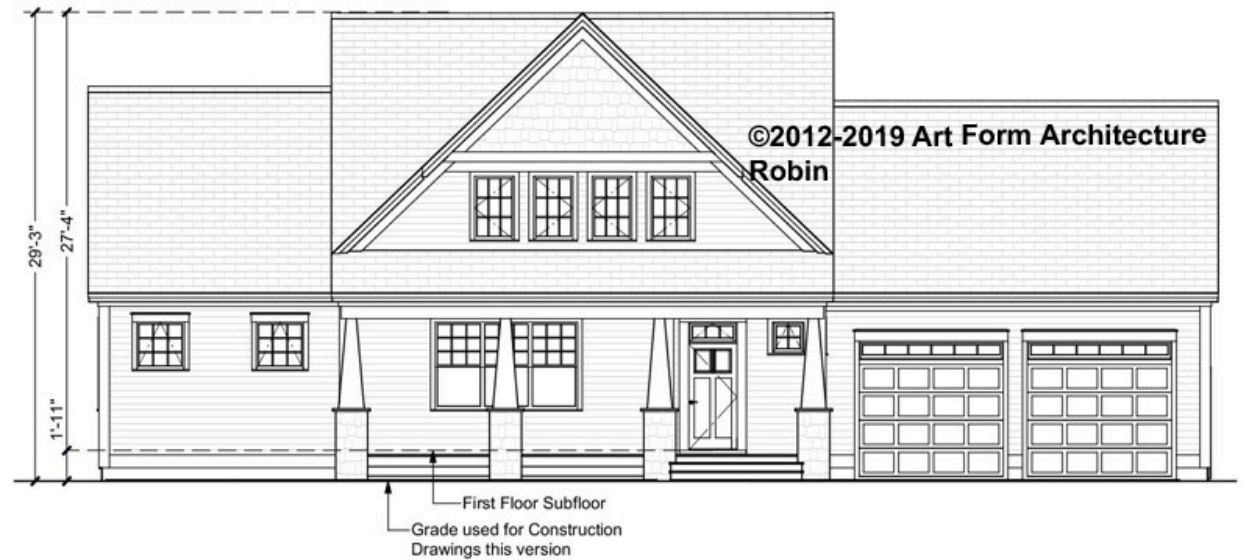 ©2012-2019 Art Form Architecture
Robin
29'-3"
27'-4"
1'-11"
First Floor Subfloor
Grade used for Construction
Drawings this version